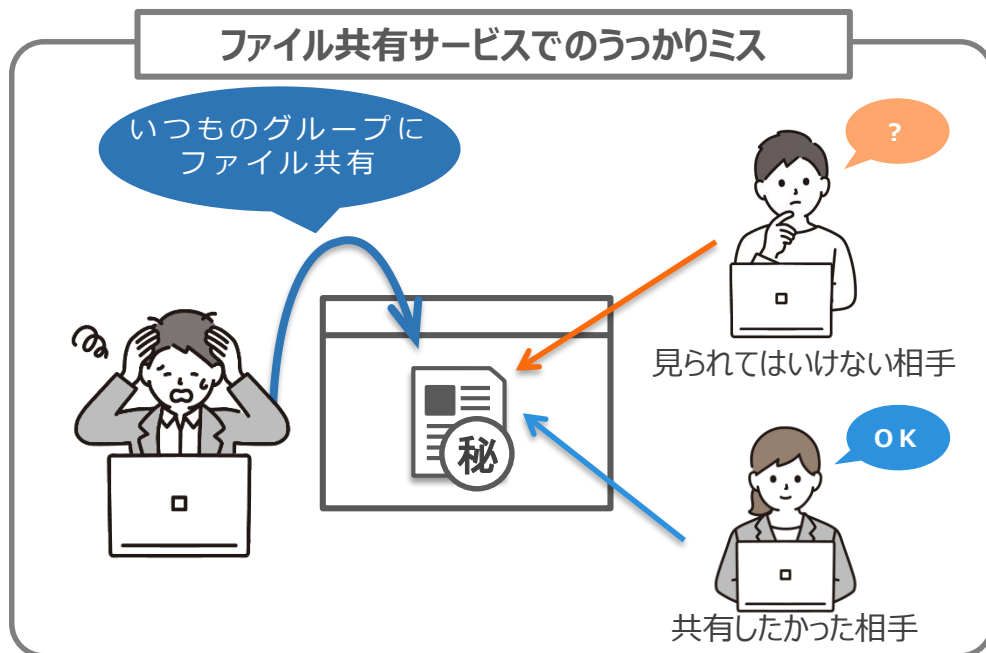 ファイル共有サービスでのうっかりミス
いつものグループに
ファイル共有
?
見られてはいけない相手
秘
OK
共有したかった相手